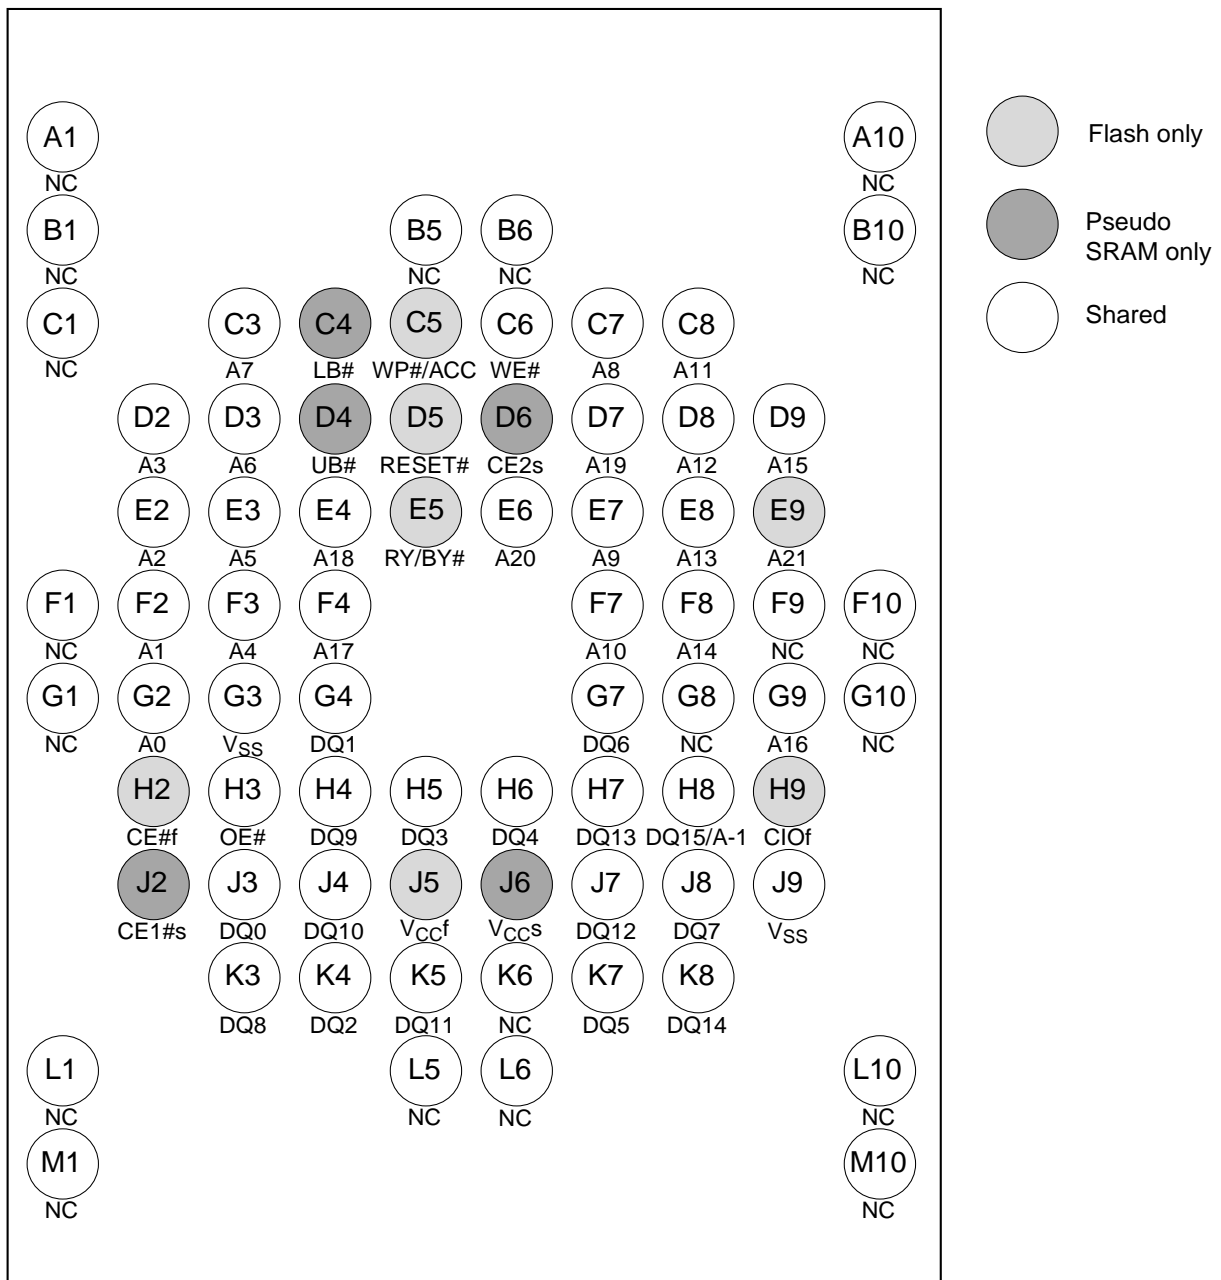 A1 A10 Flash only
NC NC
B1 B5 B6 B10 Pseudo
SRAM only
NC NC NC NC
C1 C3 C4 C5 C6 C7 C8 Shared
NC A7 LB# WP#/ACC WE# A8 A11
D2 D3 D4 D5 D6 D7 D8 D9
A3 A6 UB# RESET# CE2s A19 A12 A15
E2 E3 E4 E5 E6 E7 E8 E9
A2 A5 A18 RY/BY# A20 A9 A13 A21
F1 F2 F3 F4 F7 F8 F9 F10
NC A1 A4 A17 A10 A14 NC NC
G1 G2 G3 G4 G7 G8 G9 G10
NC A0 VSS DQ1 DQ6 NC A16 NC
H2 H3 H4 H5 H6 H7 H8 H9
CE#f OE# DQ9 DQ3 DQ4 DQ13 DQ15/A-1 CIOf
J2 J3 J4 J5 J6 J7 J8 J9
CE1#s DQ0 DQ10 VCCf VCCs DQ12 DQ7 VSS
K3 K4 K5 K6 K7 K8
DQ8 DQ2 DQ11 NC DQ5 DQ14
L1 L5 L6 L10
NC NC NC NC
M1 M10
NC NC